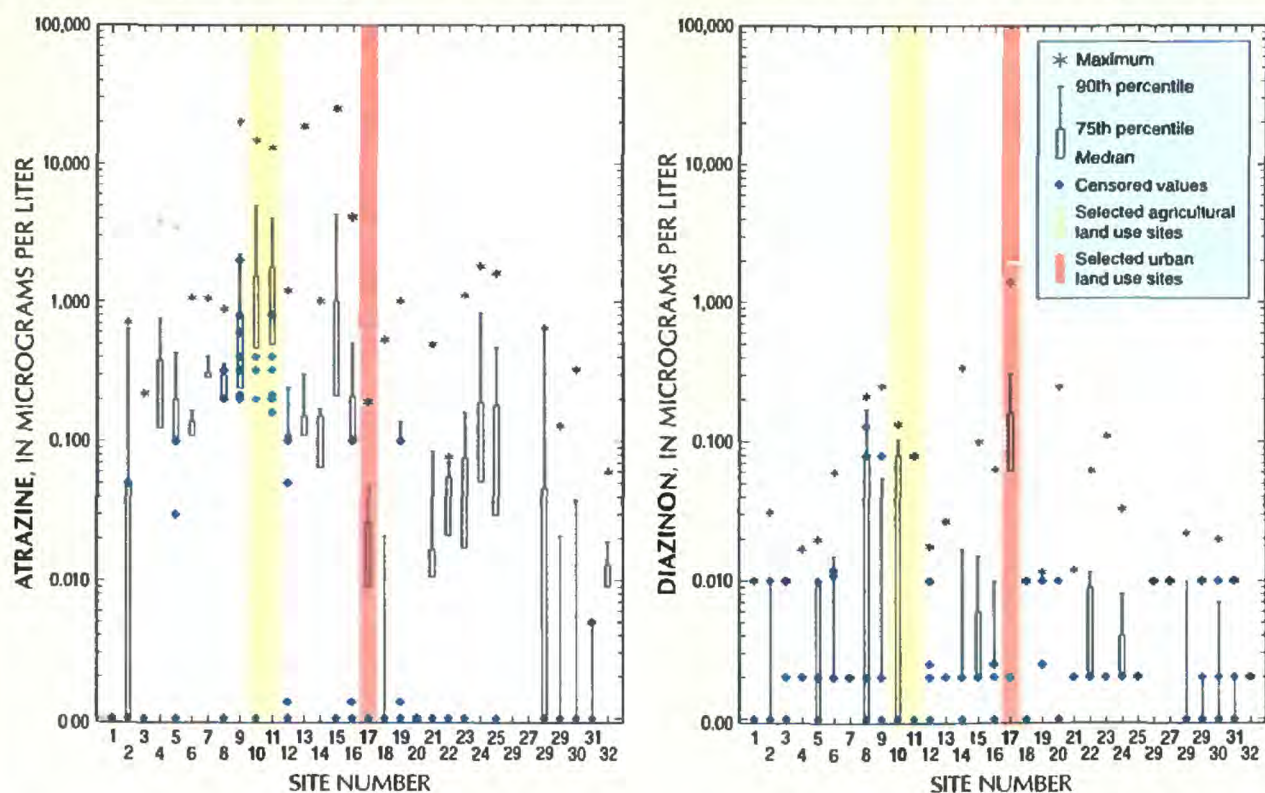 100,000
10,000
1,000
0.100
0.010
0.00
ATRAZINE, IN MICROGRAMS PER LITER
1 3 5 7 9 11 13 15 17 19 21 23 25 29 31
2 4 6 8 10 12 14 16 18 20 22 24 30 32
SITE NUMBER
100,000
10,000
1,000
0.100
0.010
0.00
DIAZINON, IN MICROGRAMS PER LITER
Maximum
90th percentile
75th percentile
Median
Censored values
Selected agricultural
land use sites
Selected urban
land use sites
1 3 5 7 9 11 13 15 17 19 21 23 25 27 29 31
2 4 6 8 10 12 14 16 18 20 22 24 26 30 32
SITE NUMBER